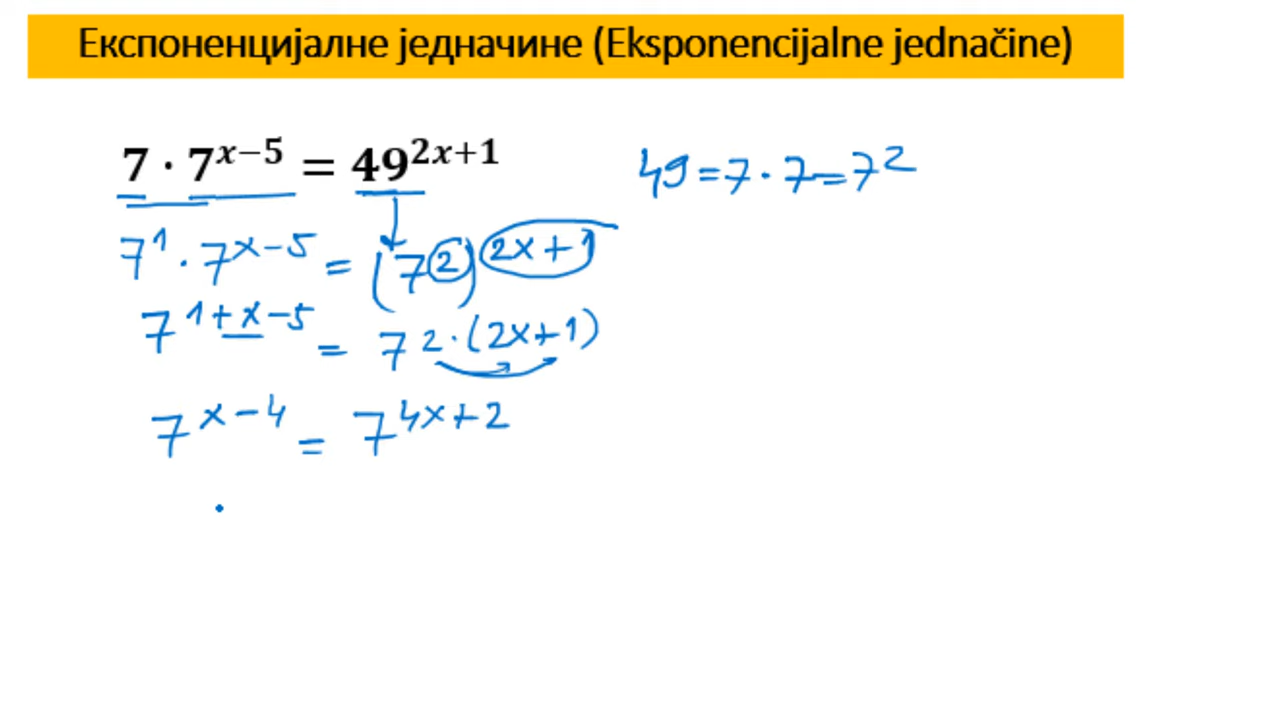 Експоненцијалне једначине (Eksponencijalne jednačine)
7 · 7^{x−5} = 49^{2x+1}
49 = 7 · 7 = 7^2
7^1 · 7^{x−5} = (7^2)^{2x+1}
7^{1+x−5} = 7^{2·(2x+1)}
7^{x−4} = 7^{4x+2}